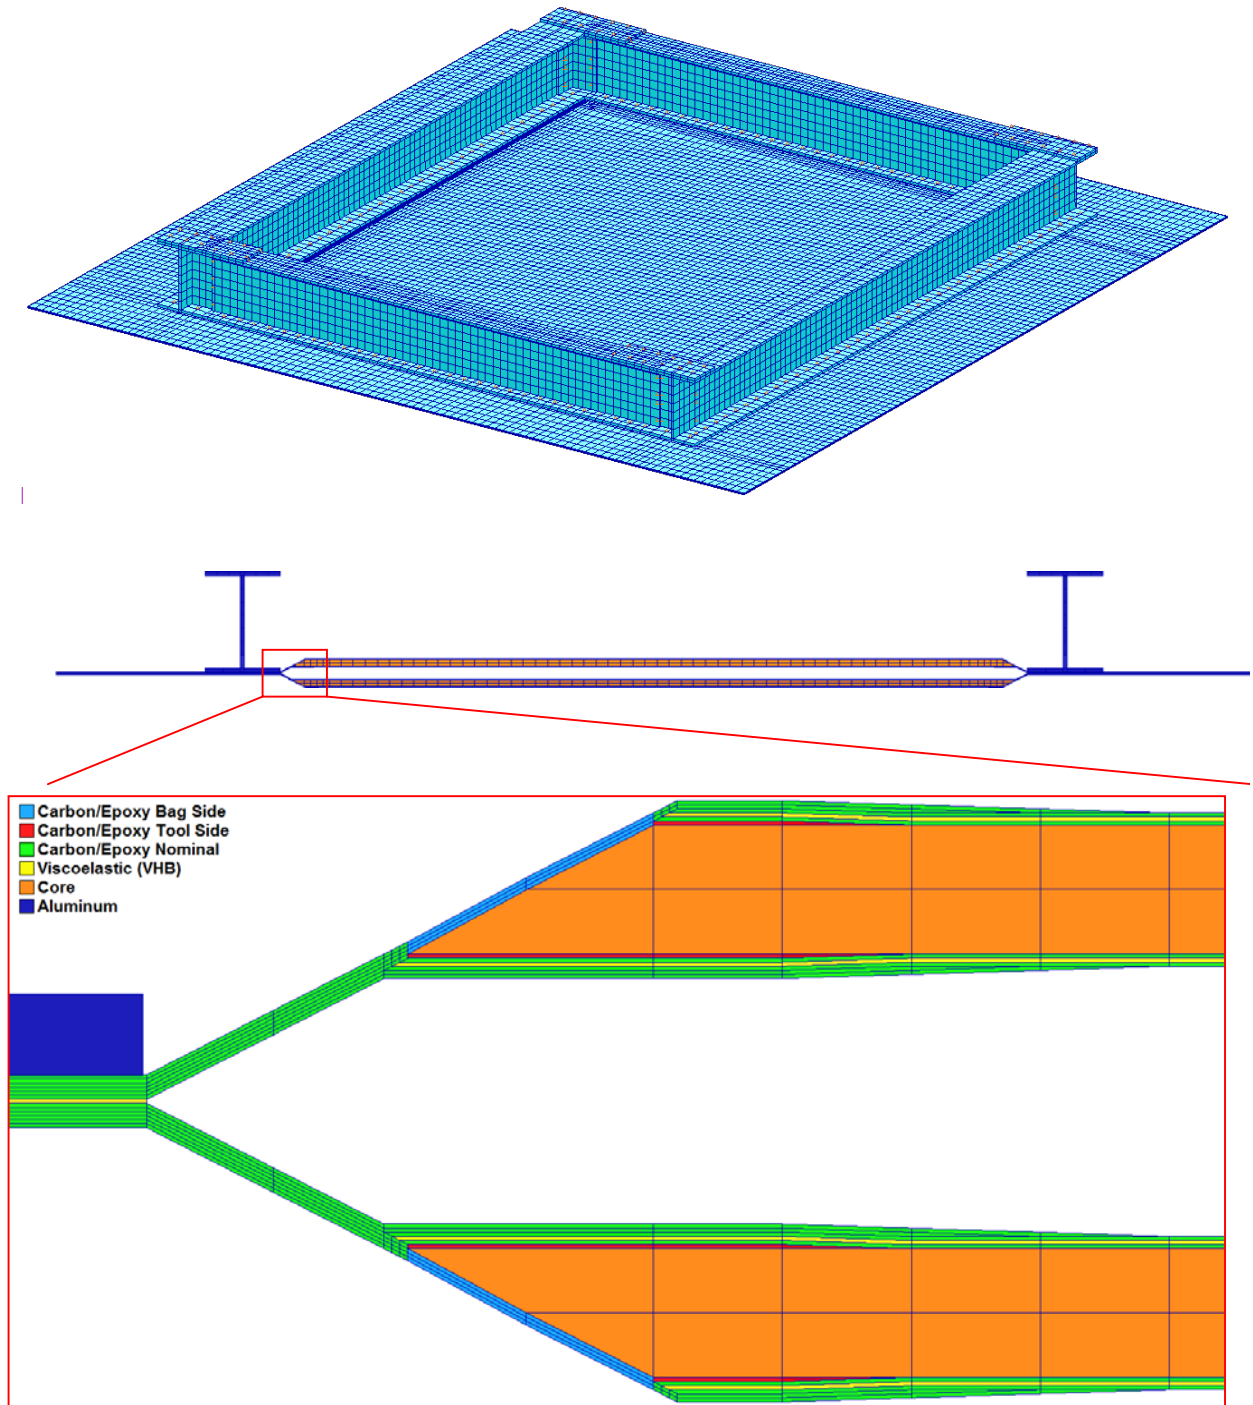 Carbon/Epoxy Bag Side
Carbon/Epoxy Tool Side
Carbon/Epoxy Nominal
Viscoelastic (VHB)
Core
Aluminum